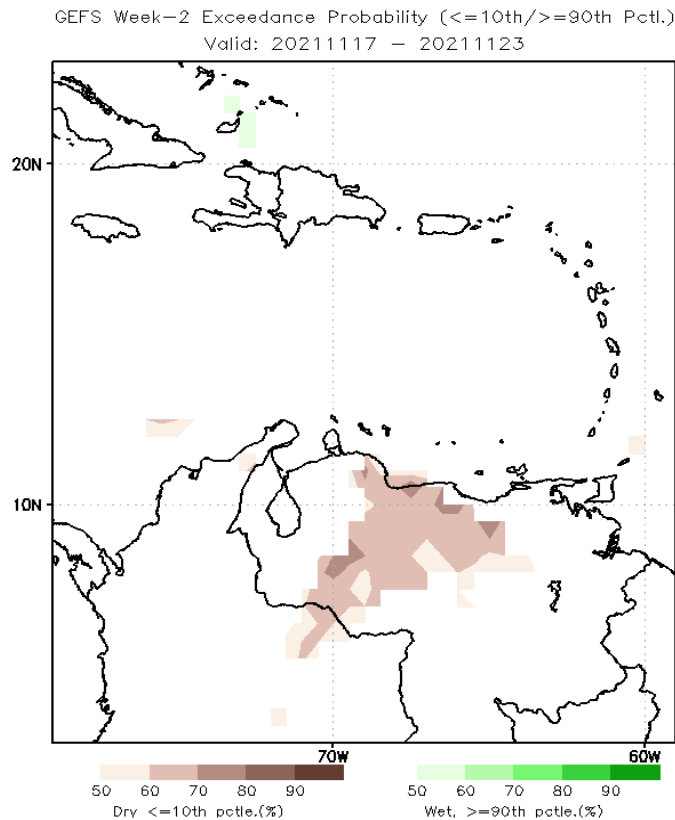 GEFS Week-2 Exceedance Probability (<=10th/>=90th Pctl.)
Valid: 20211117 - 20211123
20N
10N
70W
60W
50 60 70 80 90
Dry <=10th pctle.(%)
50 60 70 80 90
Wet, >=90th pctle.(%)